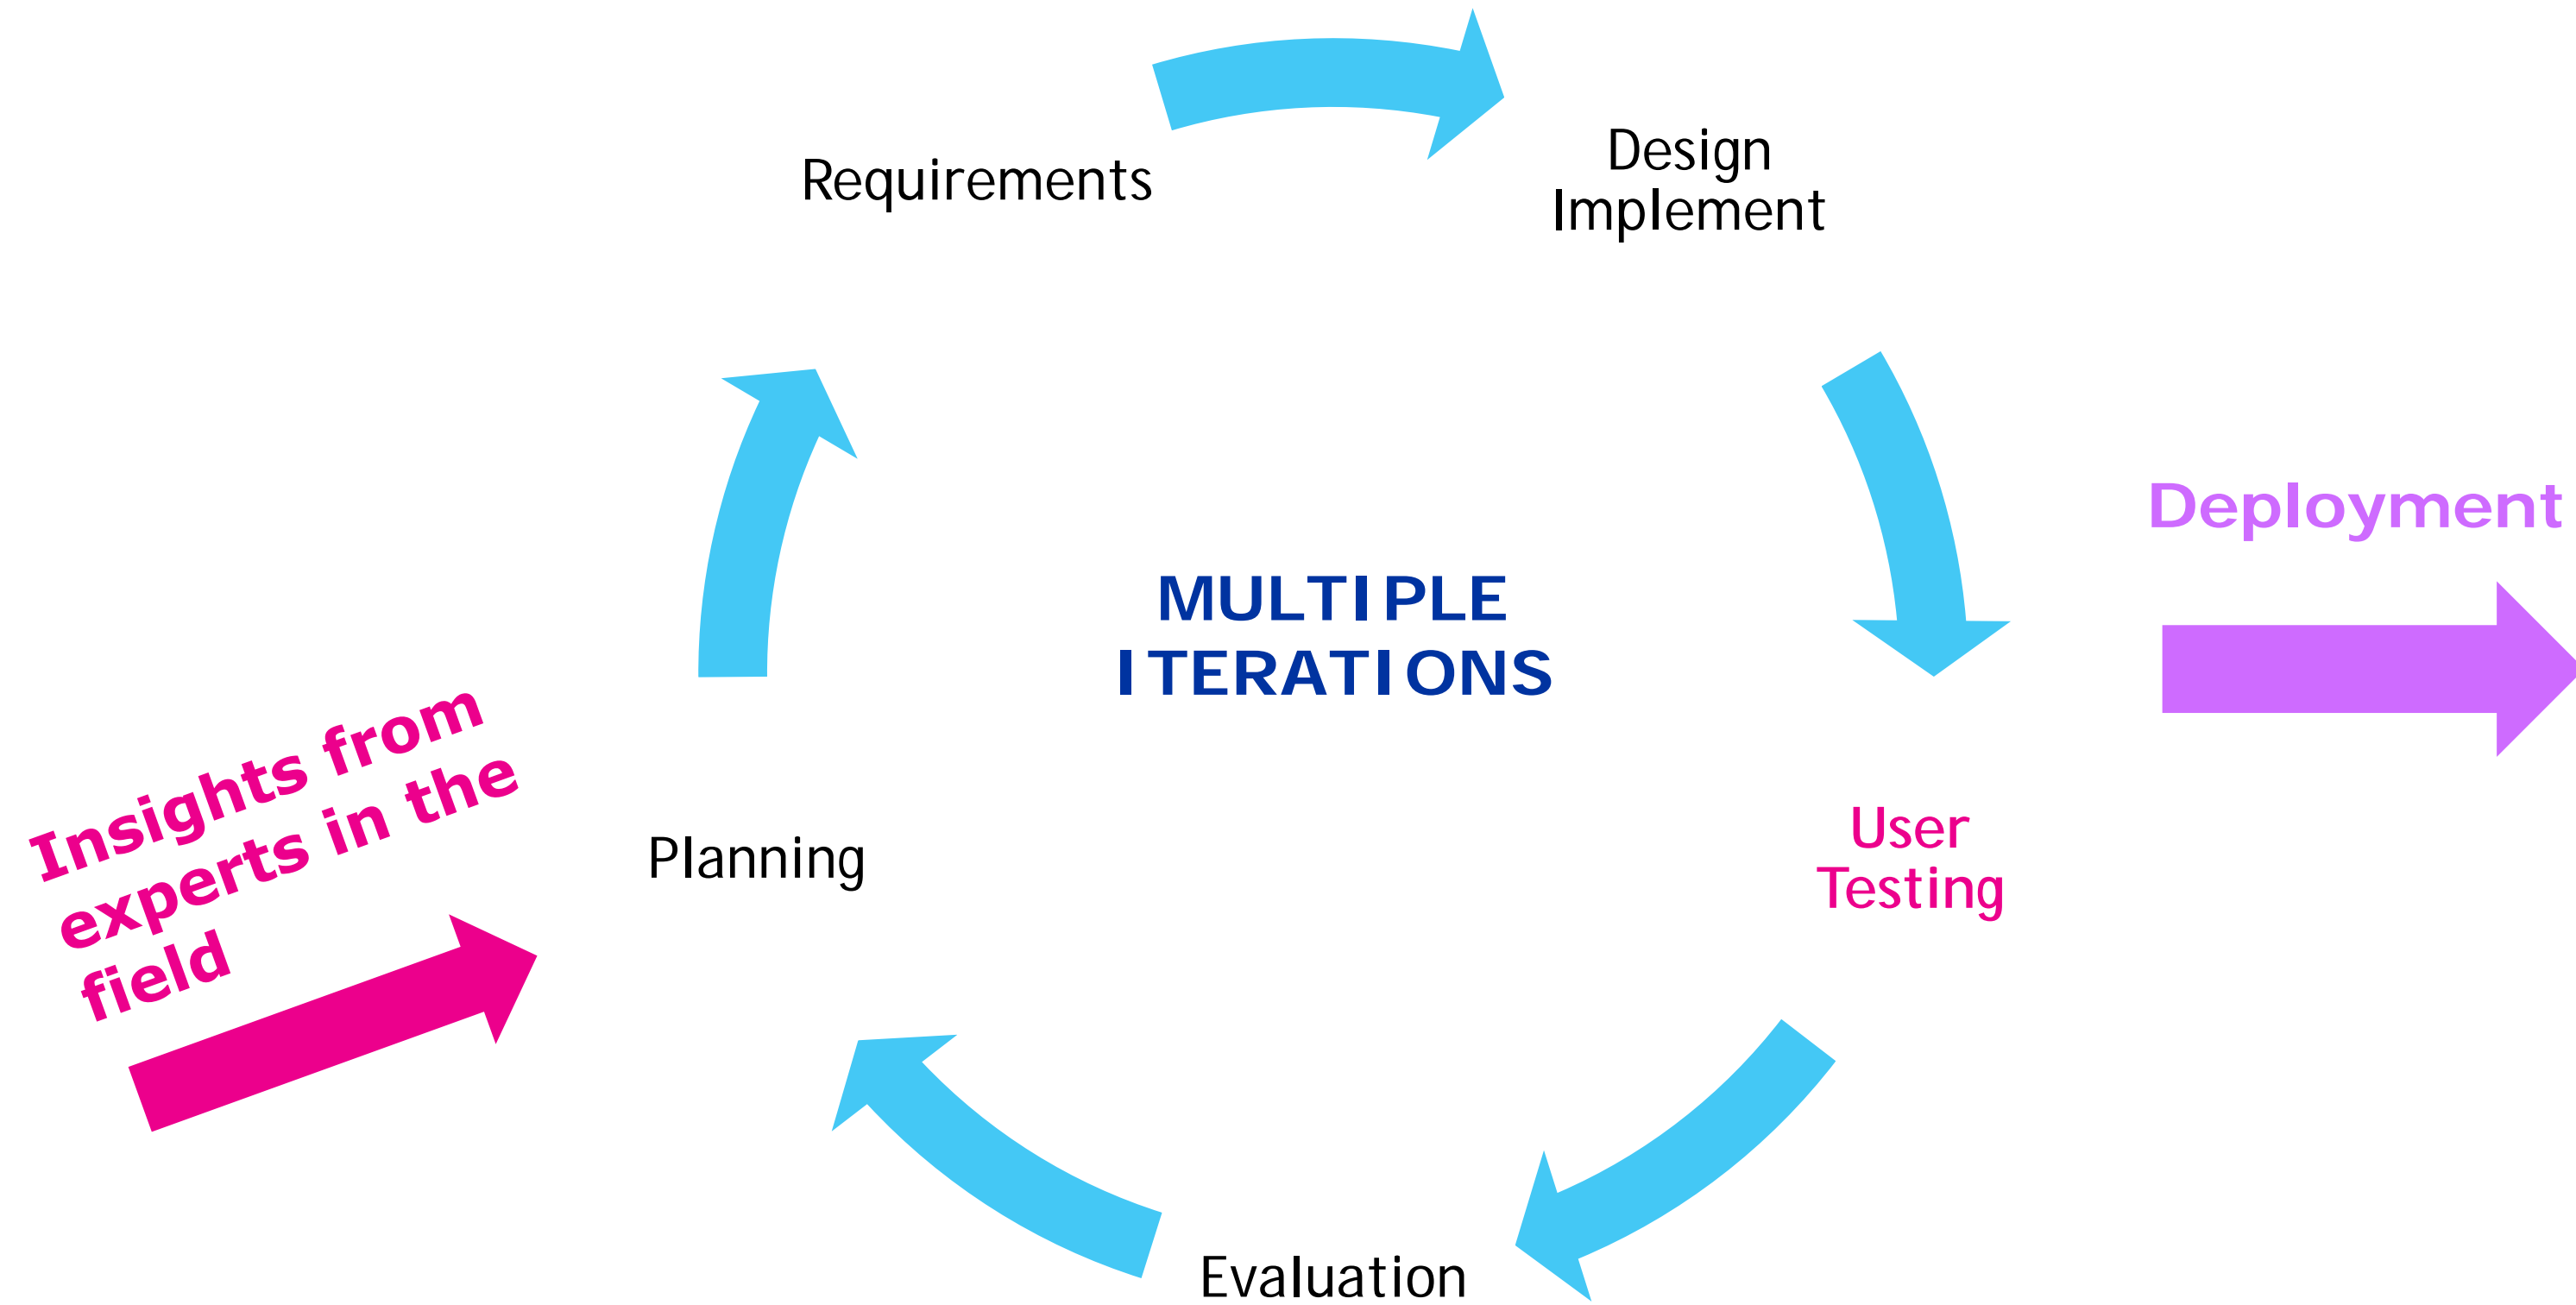 Requirements
Design
Implement
Deployment
MULTIPLE
ITERATIONS
Insights from
experts in the
field
Planning
User
Testing
Evaluation